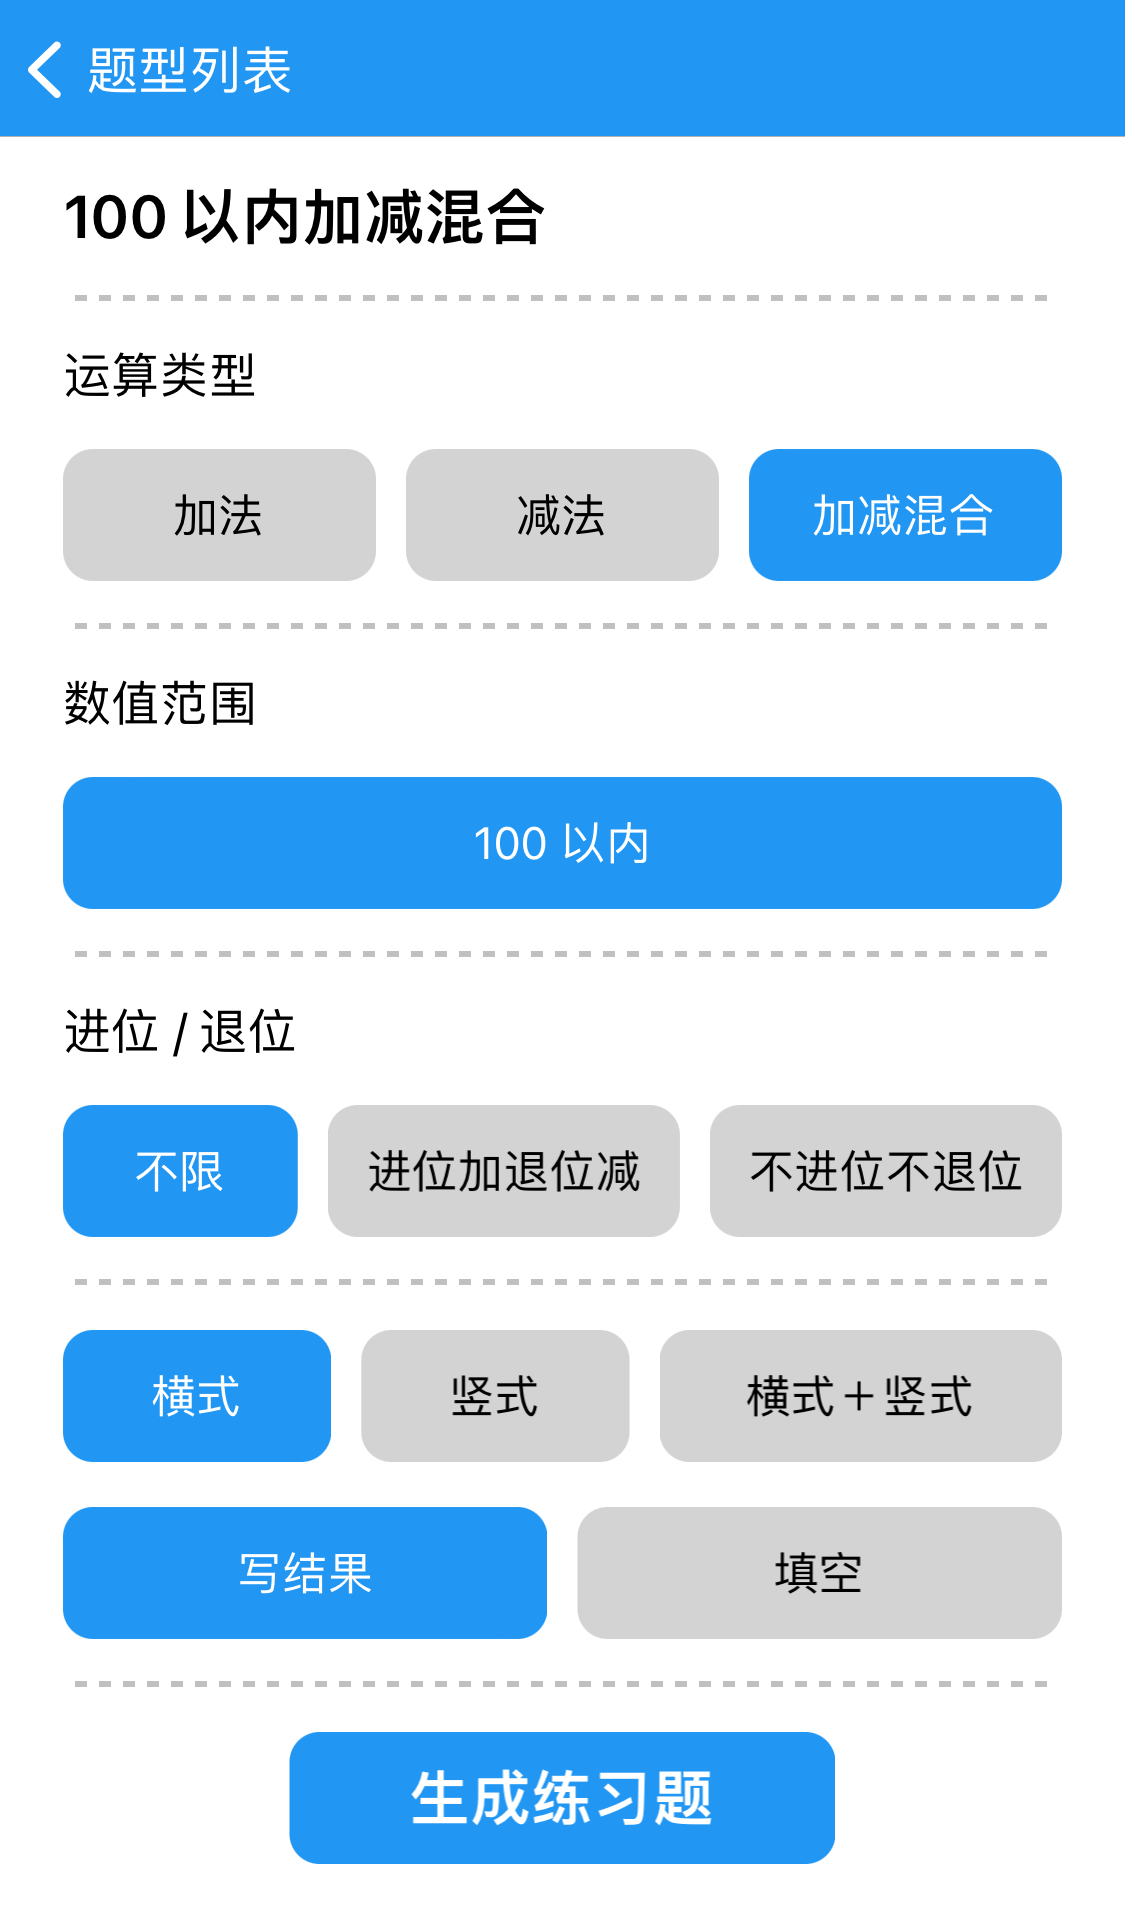 题型列表
100 以内加减混合
运算类型
加法 减法 加减混合
数值范围
100 以内
进位 / 退位
不限 进位加退位减 不进位不退位
横式 竖式 横式＋竖式
写结果 填空
生成练习题